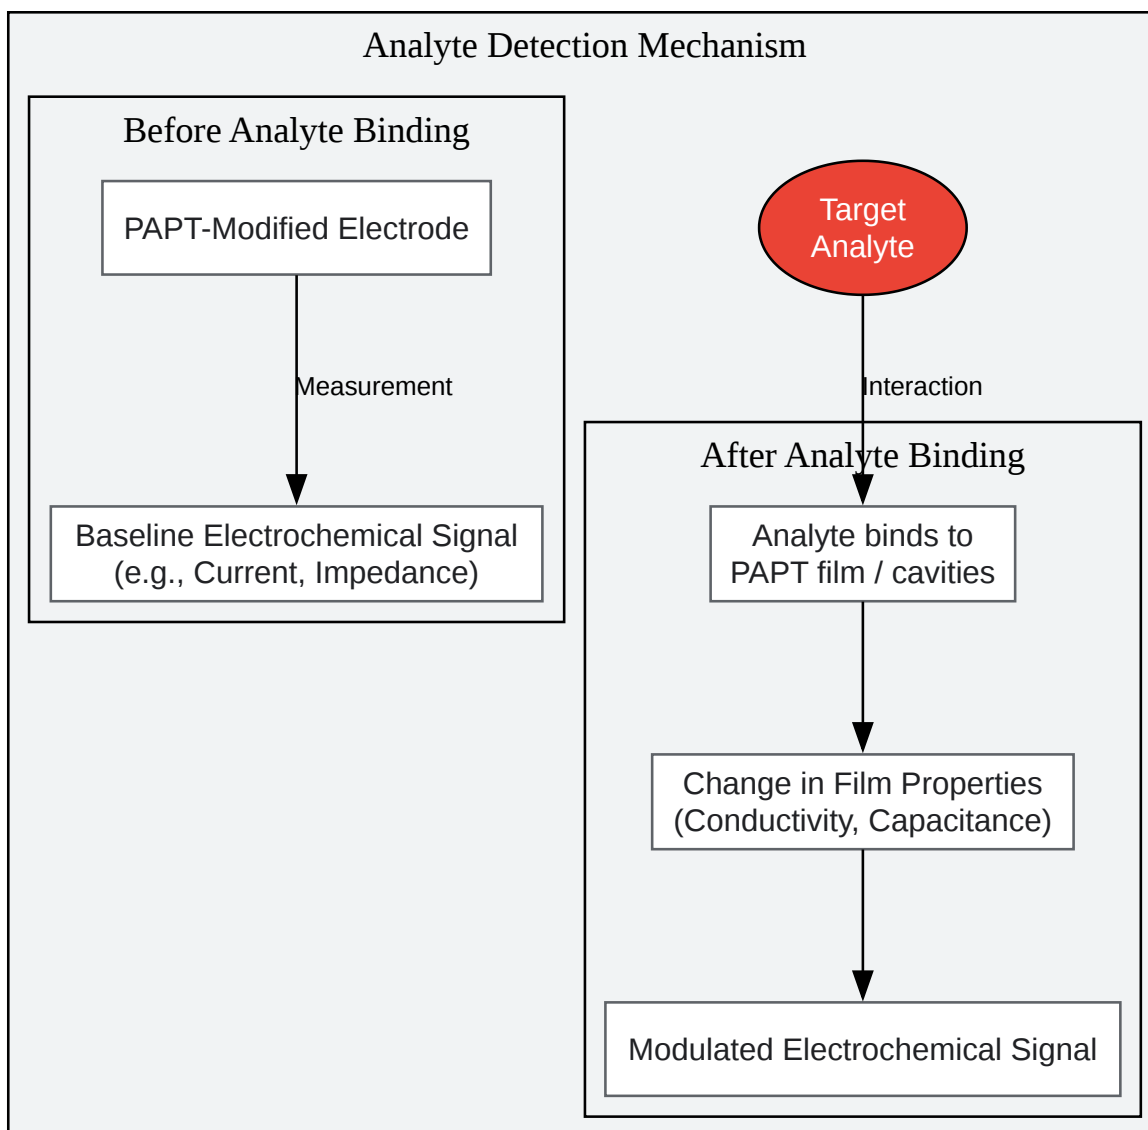 Analyte Detection Mechanism
Before Analyte Binding
PAPT-Modified Electrode
Measurement
Baseline Electrochemical Signal
(e.g., Current, Impedance)
Target
Analyte
Interaction
After Analyte Binding
Analyte binds to
PAPT film / cavities
Change in Film Properties
(Conductivity, Capacitance)
Modulated Electrochemical Signal